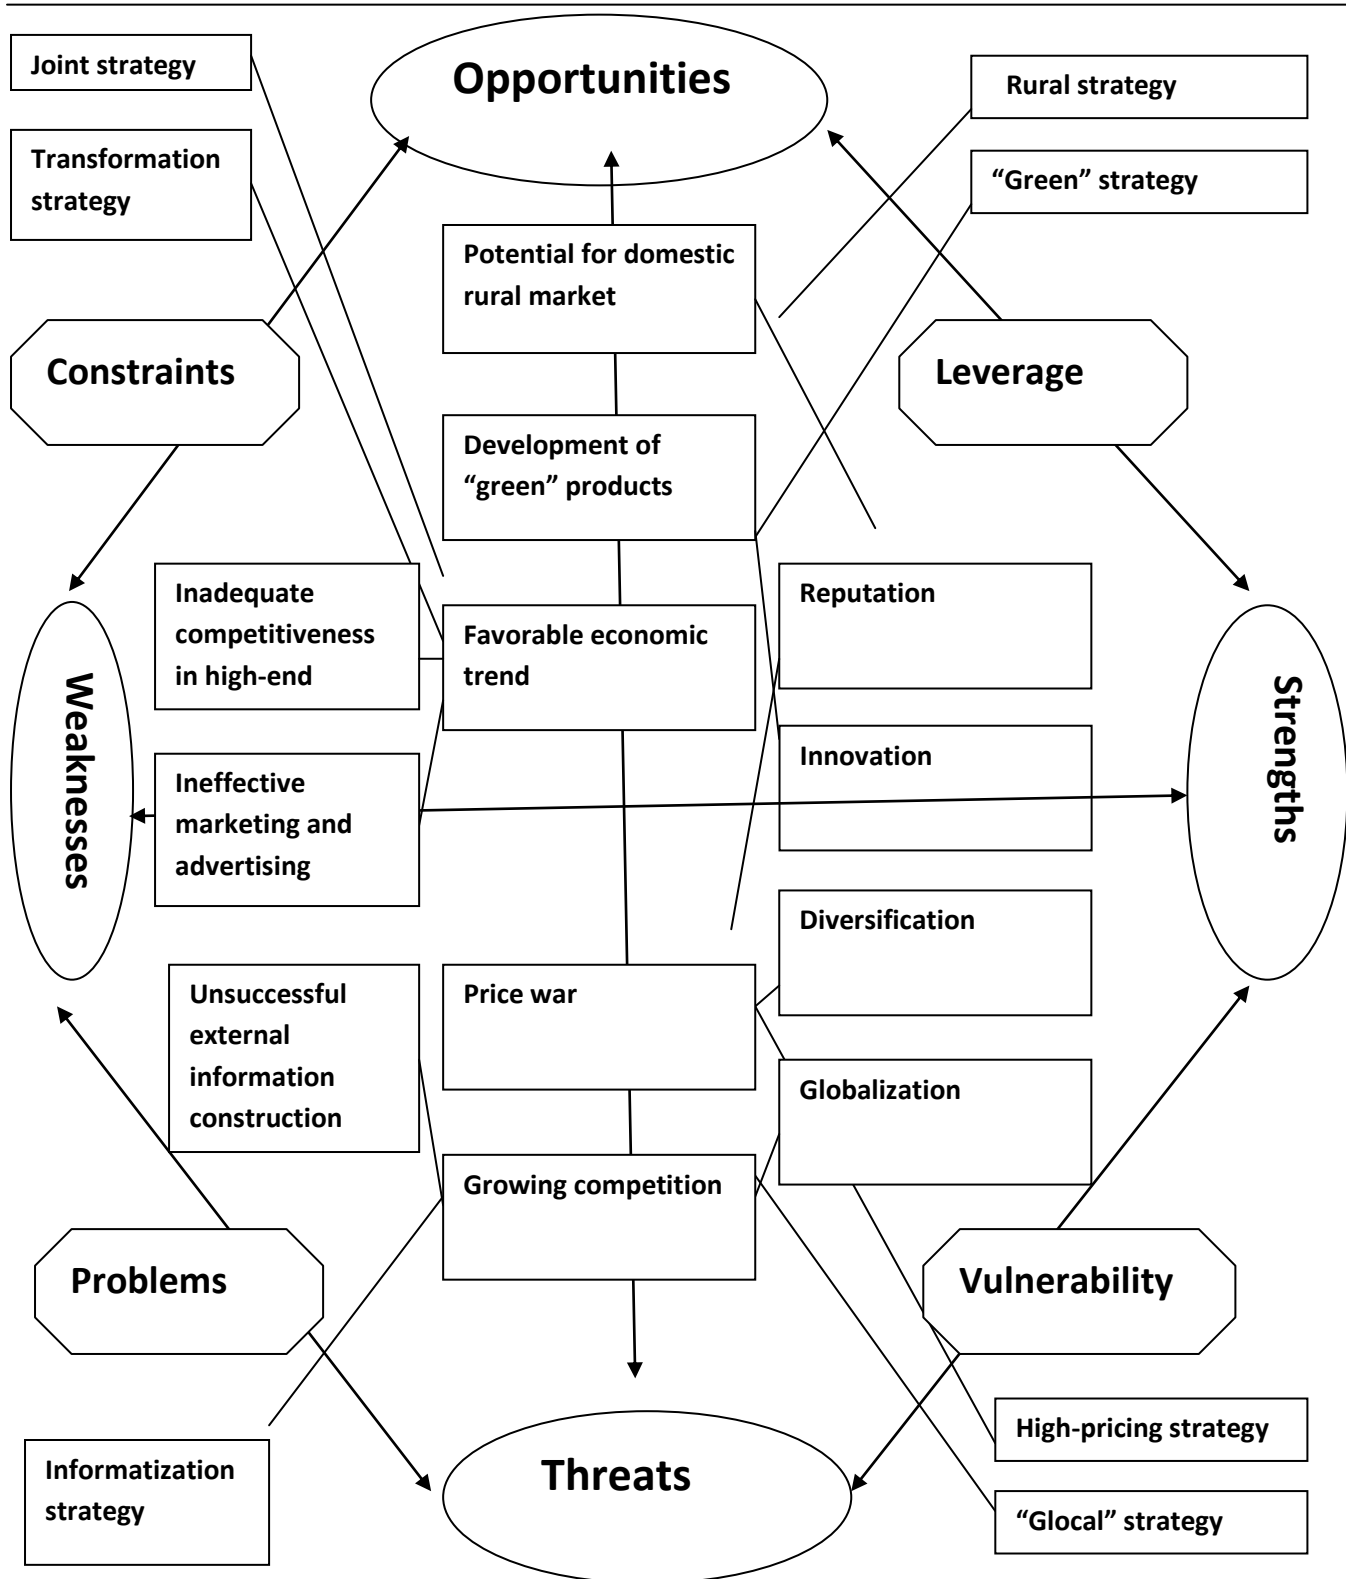 Joint strategy
Opportunities
Rural strategy
Transformation
strategy
“Green” strategy
Potential for domestic
rural market
Constraints
Leverage
Development of
“green” products
Inadequate
competitiveness
in high-end
Favorable economic
trend
Reputation
Weaknesses
Strengths
Ineffective
marketing and
advertising
Innovation
Diversification
Unsuccessful
external
information
construction
Price war
Globalization
Growing competition
Problems
Vulnerability
High-pricing strategy
Informatization
strategy
Threats
“Glocal” strategy